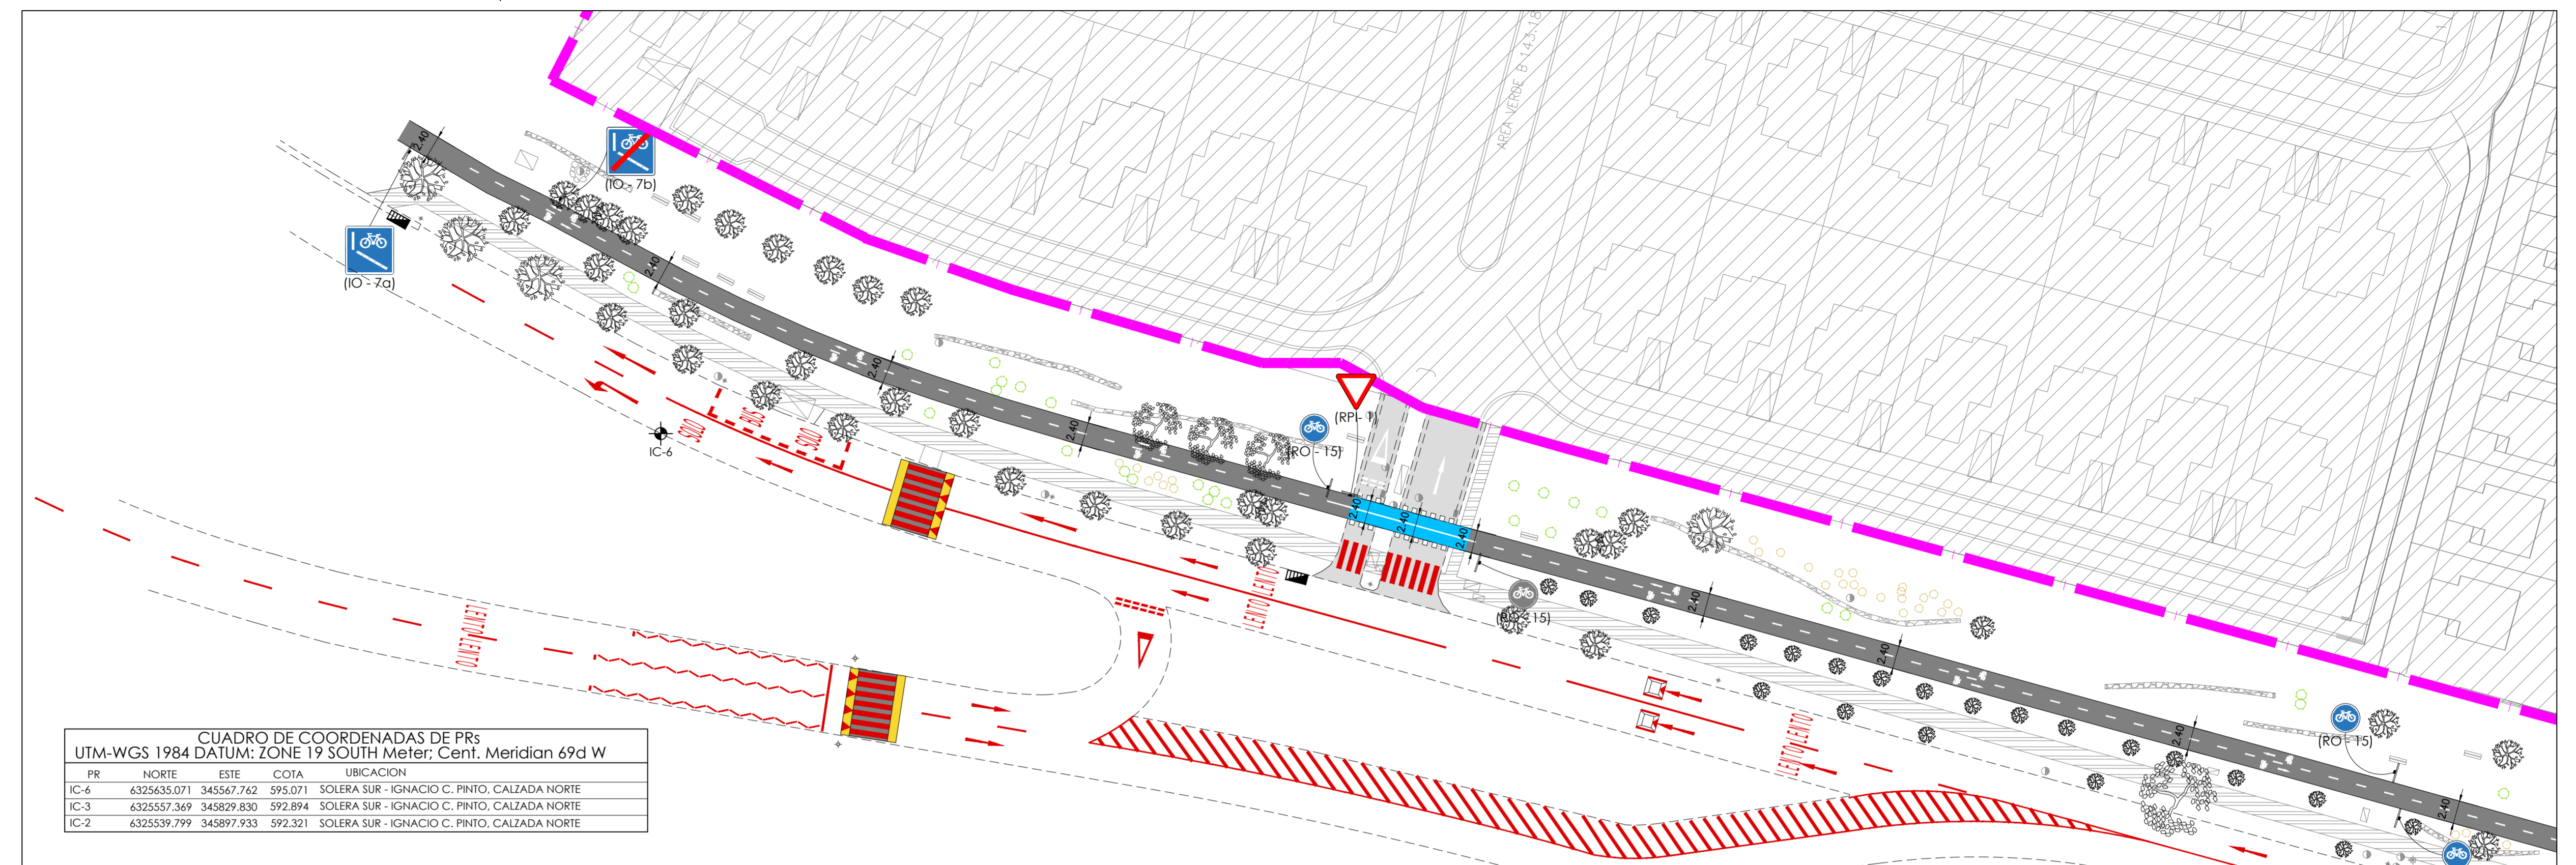 AREA VERDE B 143.18
2.40
(IO - 7b)
(IO - 7a)
2.40
2.40
2.40
(RPI- 1)
(RO - 15)
IC-6
SOLO
BUS
SOLO
2.40
2.40
2.40
LENTO LENTO
(RO - 15)
2.40
2.40
LENTO LENTO
LENTO LENTO
2.40
(RO - 15)
2.40
CUADRO DE COORDENADAS DE PRs
UTM-WGS 1984 DATUM: ZONE 19 SOUTH Meter; Cent. Meridian 69d W
PR NORTE ESTE COTA UBICACION
IC-6 6325635.071 345567.762 595.071 SOLERA SUR - IGNACIO C. PINTO, CALZADA NORTE
IC-3 6325557.369 345829.830 592.894 SOLERA SUR - IGNACIO C. PINTO, CALZADA NORTE
IC-2 6325539.799 345897.933 592.321 SOLERA SUR - IGNACIO C. PINTO, CALZADA NORTE